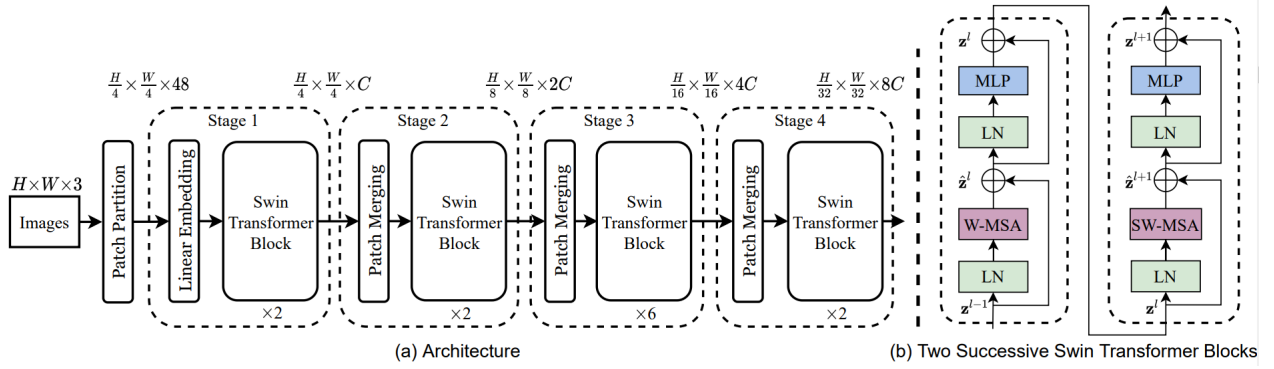 H/4 × W/4 × 48
H/4 × W/4 × C
H/8 × W/8 × 2C
H/16 × W/16 × 4C
H/32 × W/32 × 8C
Stage 1
Stage 2
Stage 3
Stage 4
H×W×3
Images
Patch Partition
Linear Embedding
Swin
Transformer
Block
×2
Patch Merging
Swin
Transformer
Block
×2
Patch Merging
Swin
Transformer
Block
×6
Patch Merging
Swin
Transformer
Block
×2
(a) Architecture
z^l
MLP
LN
ẑ^l
W-MSA
LN
z^{l-1}
z^{l+1}
MLP
LN
ẑ^{l+1}
SW-MSA
LN
z^l
(b) Two Successive Swin Transformer Blocks